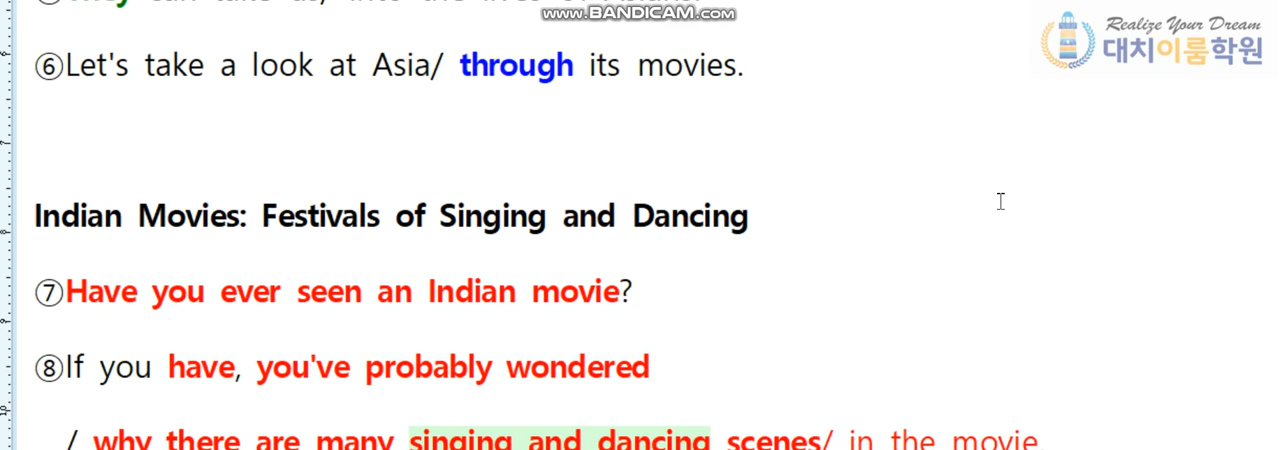 www.BANDICAM.com
Realize Your Dream
대치이룸학원
⑥Let's take a look at Asia/ through its movies.
Indian Movies: Festivals of Singing and Dancing
⑦Have you ever seen an Indian movie?
⑧If you have, you've probably wondered
/ why there are many singing and dancing scenes/ in the movie.